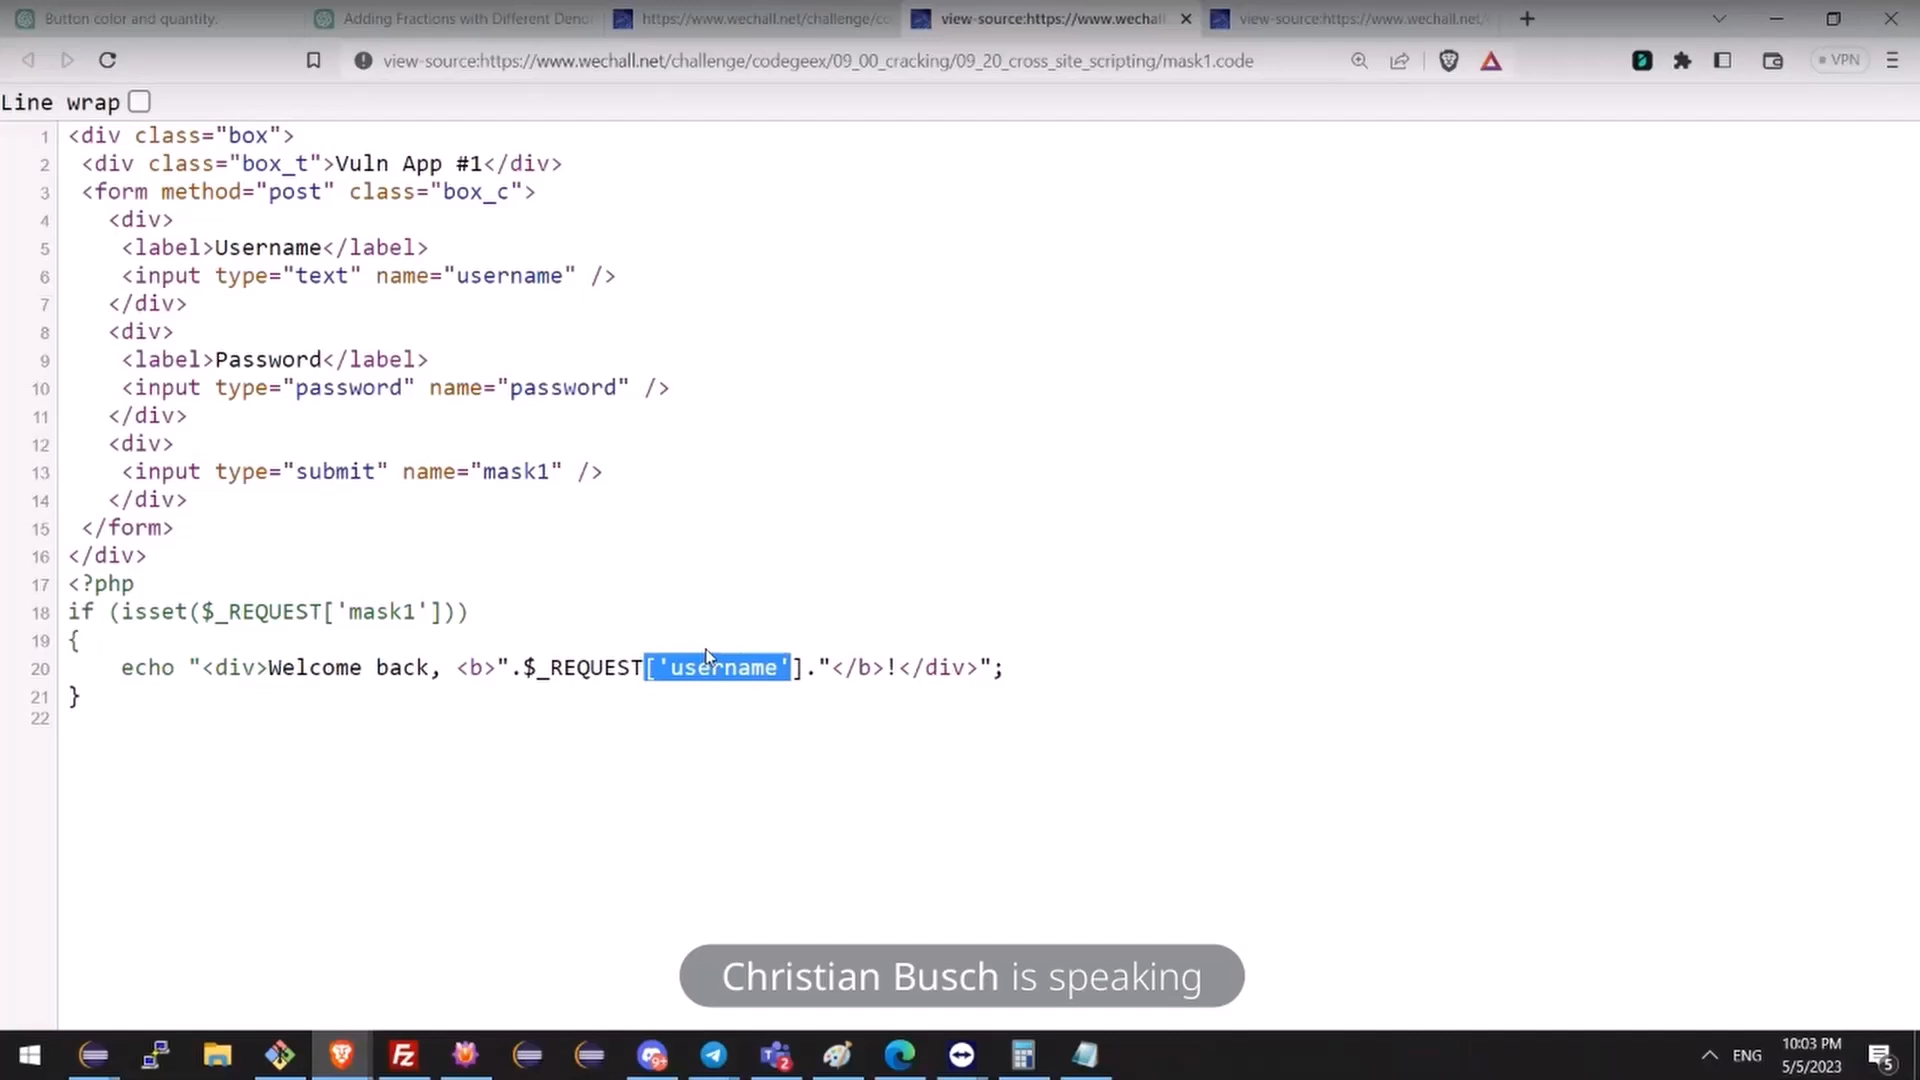 Button color and quantity.
Adding Fractions with Different Deno
https://www.wechall.net/challenge/co
view-source:https://www.wechall
view-source:https://www.wechall.net/
view-source:https://www.wechall.net/challenge/codegeex/09_00_cracking/09_20_cross_site_scripting/mask1.code
VPN
Line wrap
1 <div class="box">
2 <div class="box_t">Vuln App #1</div>
3 <form method="post" class="box_c">
4 <div>
5 <label>Username</label>
6 <input type="text" name="username" />
7 </div>
8 <div>
9 <label>Password</label>
10 <input type="password" name="password" />
11 </div>
12 <div>
13 <input type="submit" name="mask1" />
14 </div>
15 </form>
16 </div>
17 <?php
18 if (isset($_REQUEST['mask1']))
19 {
20 echo "<div>Welcome back, <b>".$_REQUEST['username']."</b>!</div>";
21 }
22
Christian Busch is speaking
FZ
9+
2
ENG
10:03 PM
5/5/2023
5